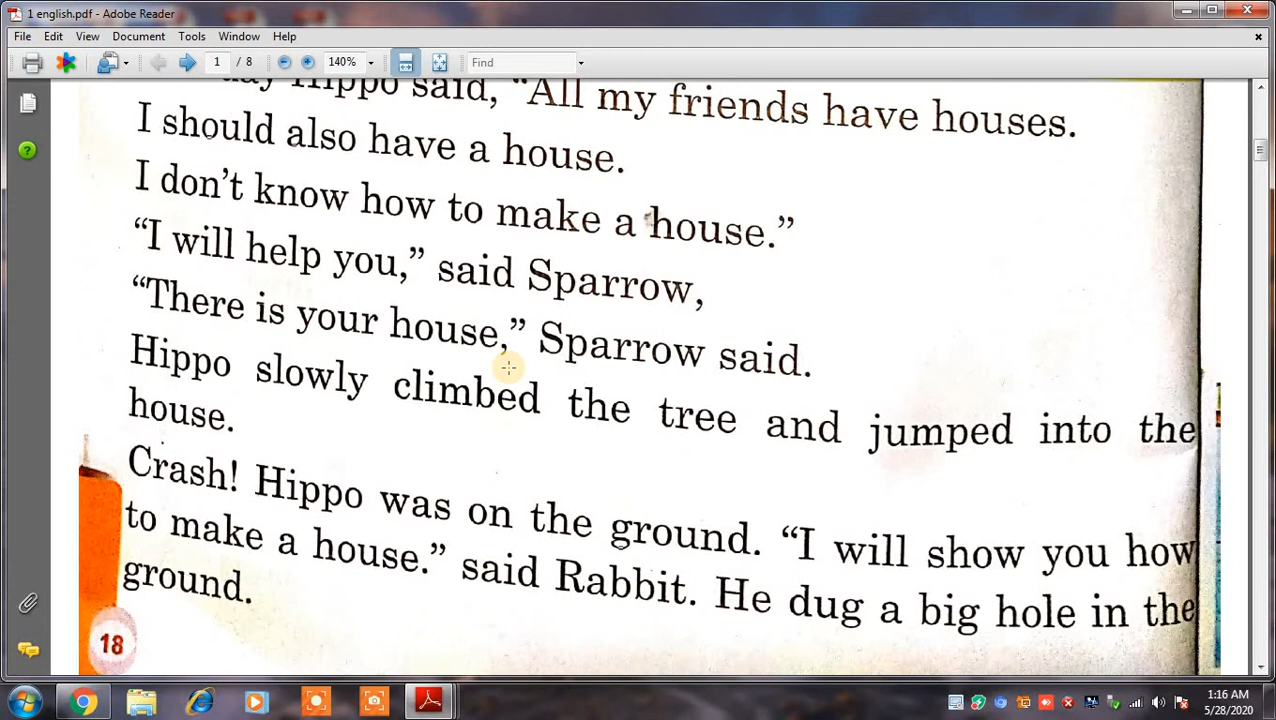 1 english.pdf - Adobe Reader
File Edit View Document Tools Window Help
1 / 8 140% Find
day Hippo said, “All my friends have houses.
I should also have a house.
I don’t know how to make a house.”
“I will help you,” said Sparrow,
“There is your house,” Sparrow said.
Hippo slowly climbed the tree and jumped into the
house.
Crash! Hippo was on the ground. “I will show you how
to make a house.” said Rabbit. He dug a big hole in the
ground.
18
1:16 AM
5/28/2020